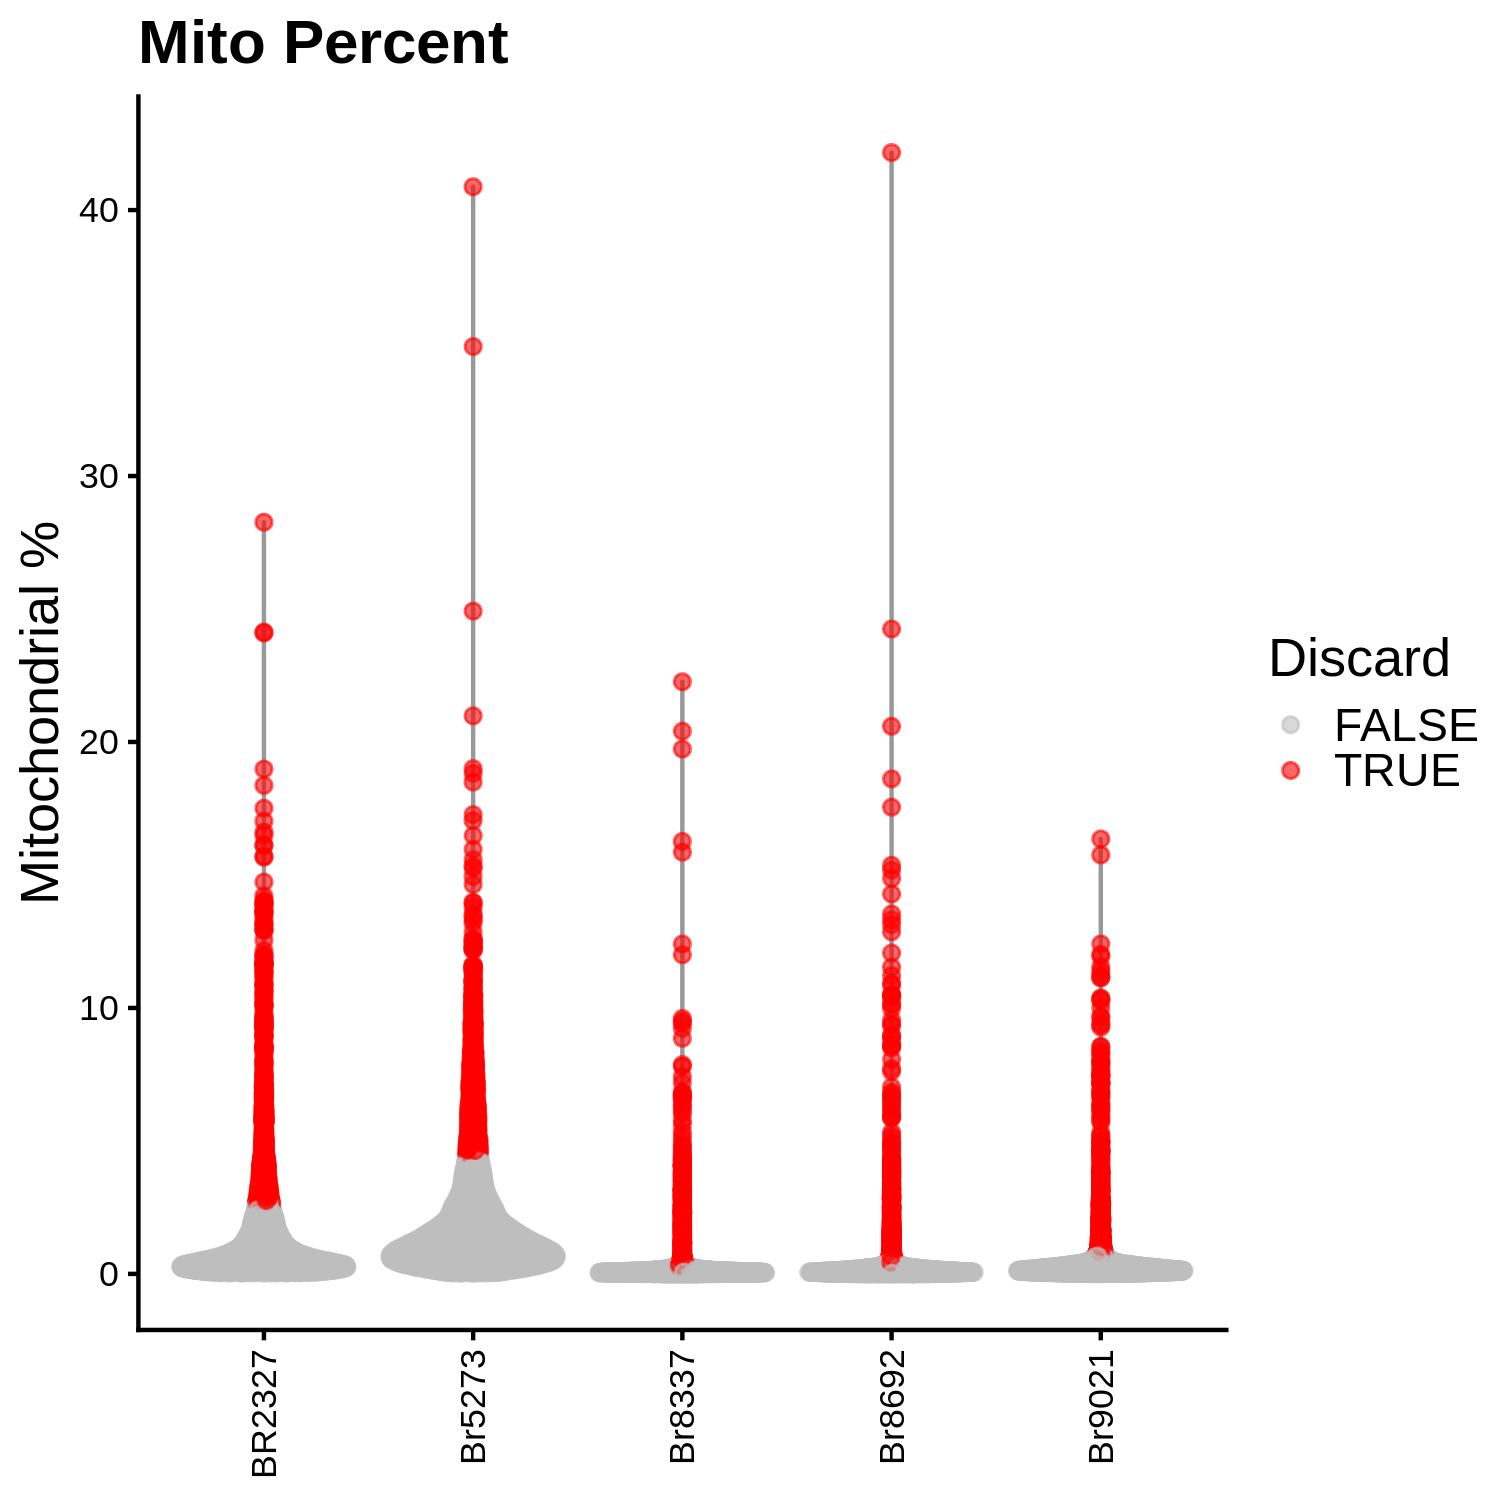 Mito Percent
Mitochondrial %
40
30
20
10
0
BR2327
Br5273
Br8337
Br8692
Br9021
Discard
FALSE
TRUE